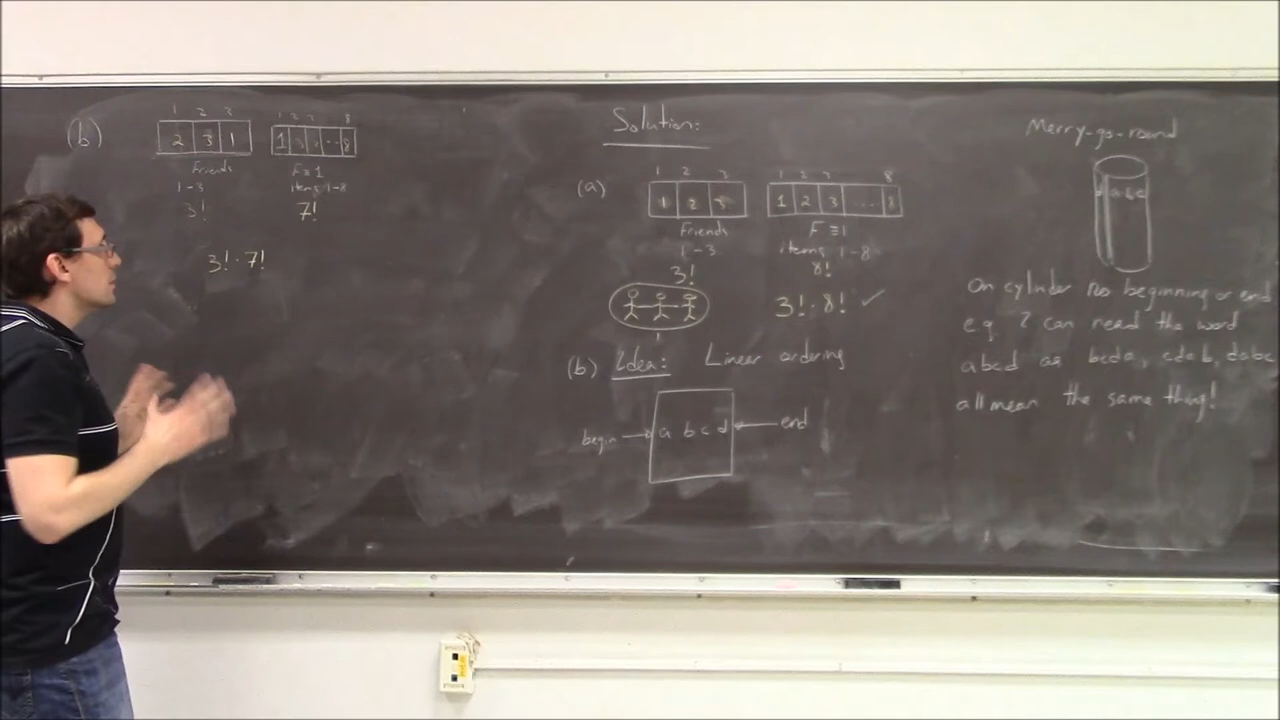 (b)
1 2 3
2 3 1
Friends
1-3
3!
1 2 3 8
1 3 2 ... 8
F ≡ 1
items 1-8
7!
3! · 7!
Solution:
(a)
1 2 3
1 2 3
Friends
1-3
3!
1 2 3 8
1 2 3 ... 8
F ≡ 1
items 1-8
8!
3! · 8! ✓
1
(b) Idea: Linear ordering
begin → a b c d ← end
Merry-go-round
a b c
On cylinder no beginning or end
e.g. I can read the word
abcd as bcda, cdab, dabc
all mean the same thing!